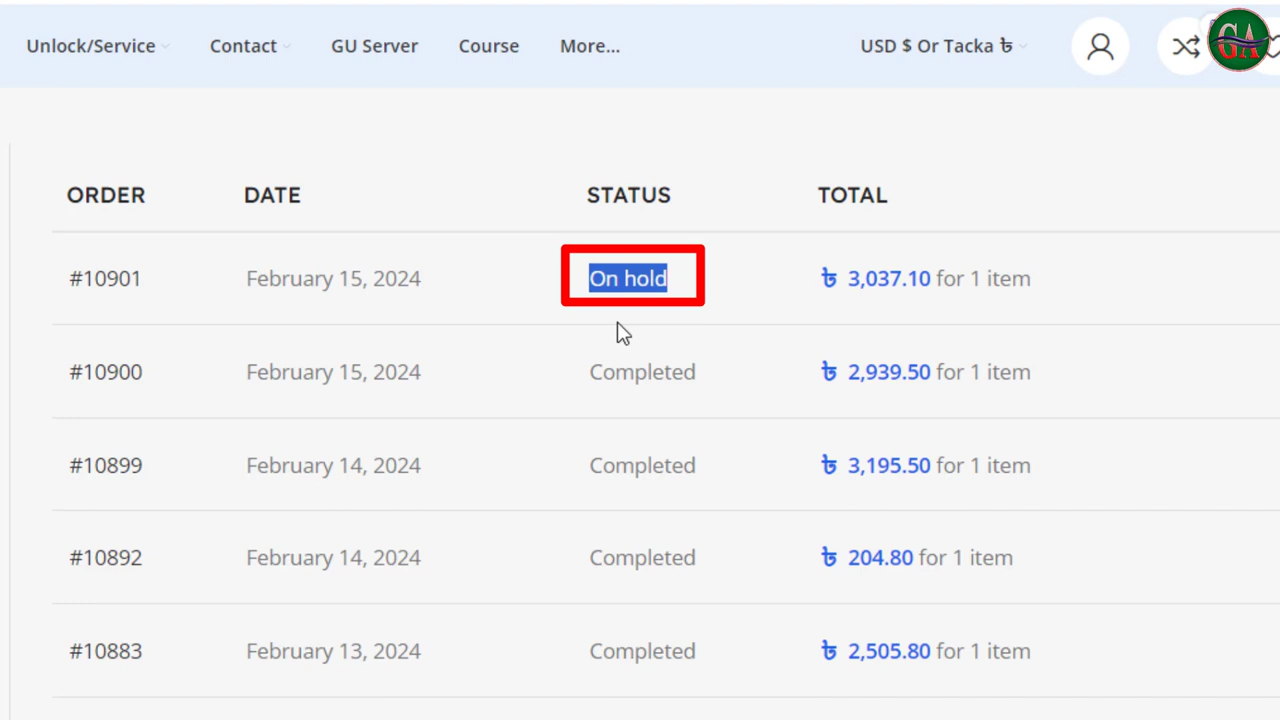 Unlock/Service Contact GU Server Course More... USD $ Or Tacka ৳
GA
ORDER DATE STATUS TOTAL
#10901 February 15, 2024 On hold ৳ 3,037.10 for 1 item
#10900 February 15, 2024 Completed ৳ 2,939.50 for 1 item
#10899 February 14, 2024 Completed ৳ 3,195.50 for 1 item
#10892 February 14, 2024 Completed ৳ 204.80 for 1 item
#10883 February 13, 2024 Completed ৳ 2,505.80 for 1 item